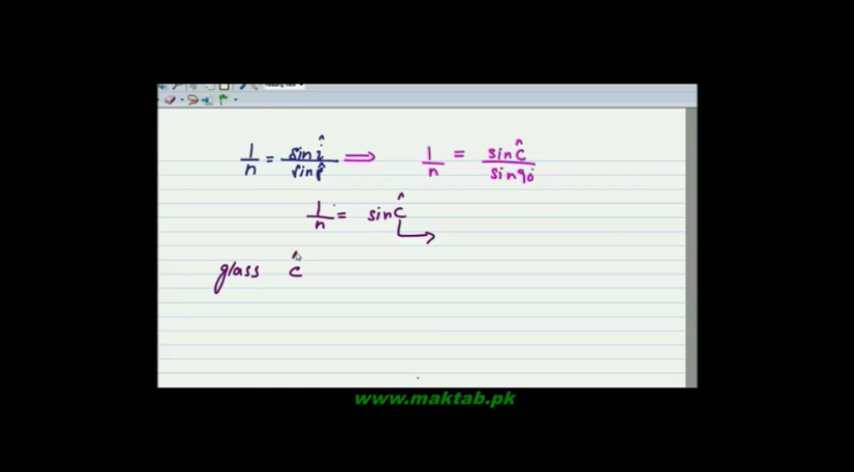 1/n = sin î / sin r̂ ⟹ 1/n = sin ĉ / sin 90°
1/n = sin ĉ
glass ĉ
www.maktab.pk